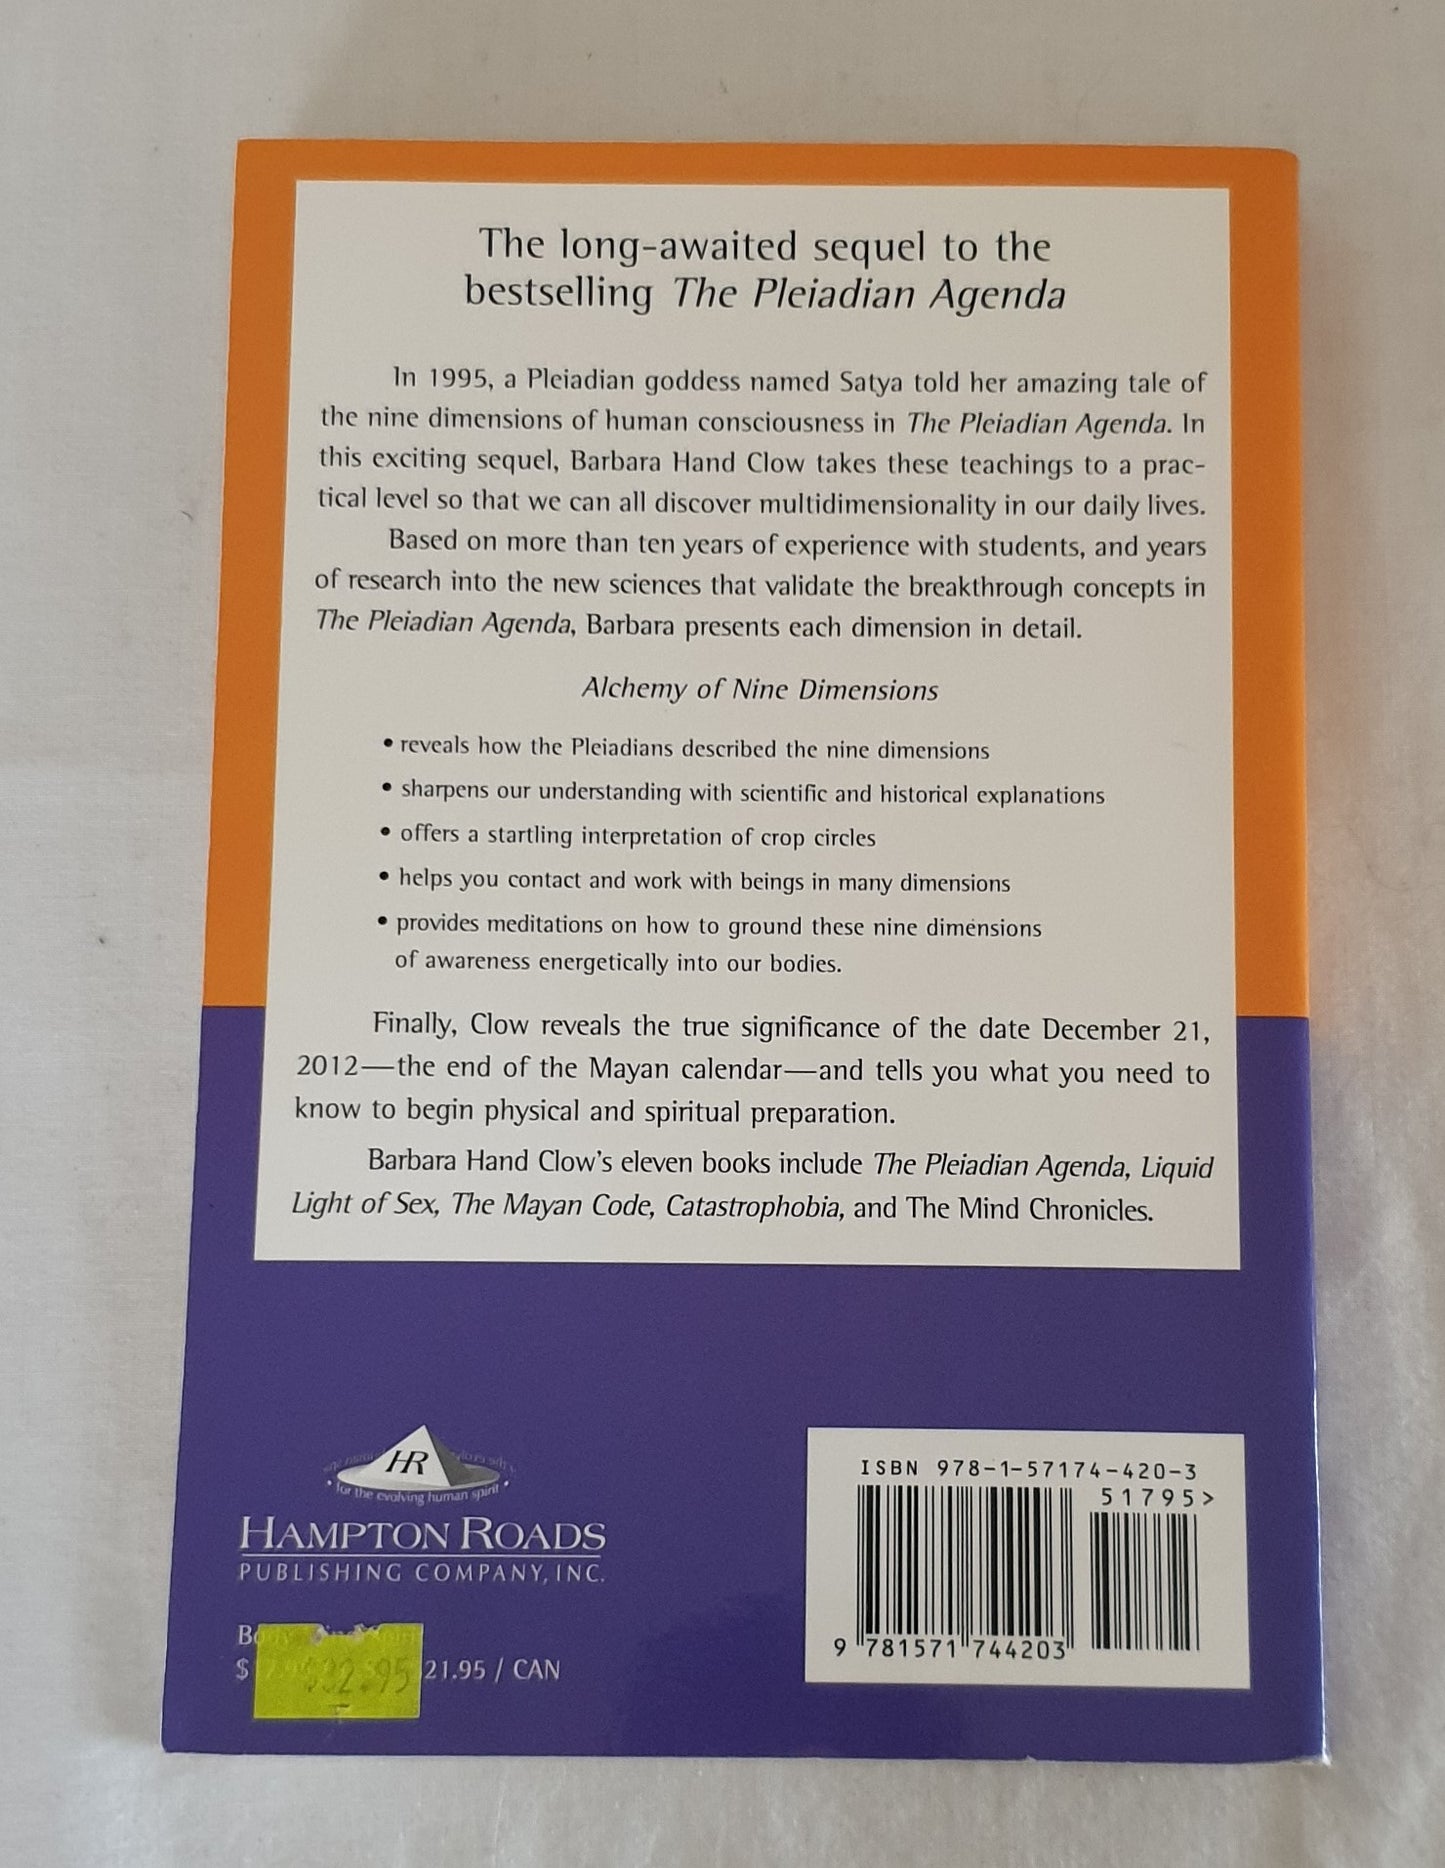 The long-awaited sequel to the
bestselling The Pleiadian Agenda
In 1995, a Pleiadian goddess named Satya told her amazing tale of
the nine dimensions of human consciousness in The Pleiadian Agenda. In
this exciting sequel, Barbara Hand Clow takes these teachings to a prac-
tical level so that we can all discover multidimensionality in our daily lives.
Based on more than ten years of experience with students, and years
of research into the new sciences that validate the breakthrough concepts in
The Pleiadian Agenda, Barbara presents each dimension in detail.
Alchemy of Nine Dimensions
• reveals how the Pleiadians described the nine dimensions
• sharpens our understanding with scientific and historical explanations
• offers a startling interpretation of crop circles
• helps you contact and work with beings in many dimensions
• provides meditations on how to ground these nine dimensions
of awareness energetically into our bodies.
Finally, Clow reveals the true significance of the date December 21,
2012—the end of the Mayan calendar—and tells you what you need to
know to begin physical and spiritual preparation.
Barbara Hand Clow's eleven books include The Pleiadian Agenda, Liquid
Light of Sex, The Mayan Code, Catastrophobia, and The Mind Chronicles.
HR
• for the evolving human spirit •
HAMPTON ROADS
PUBLISHING COMPANY, INC.
$ 21.95 / CAN
ISBN 978-1-57174-420-3
51795>
9 781571 744203